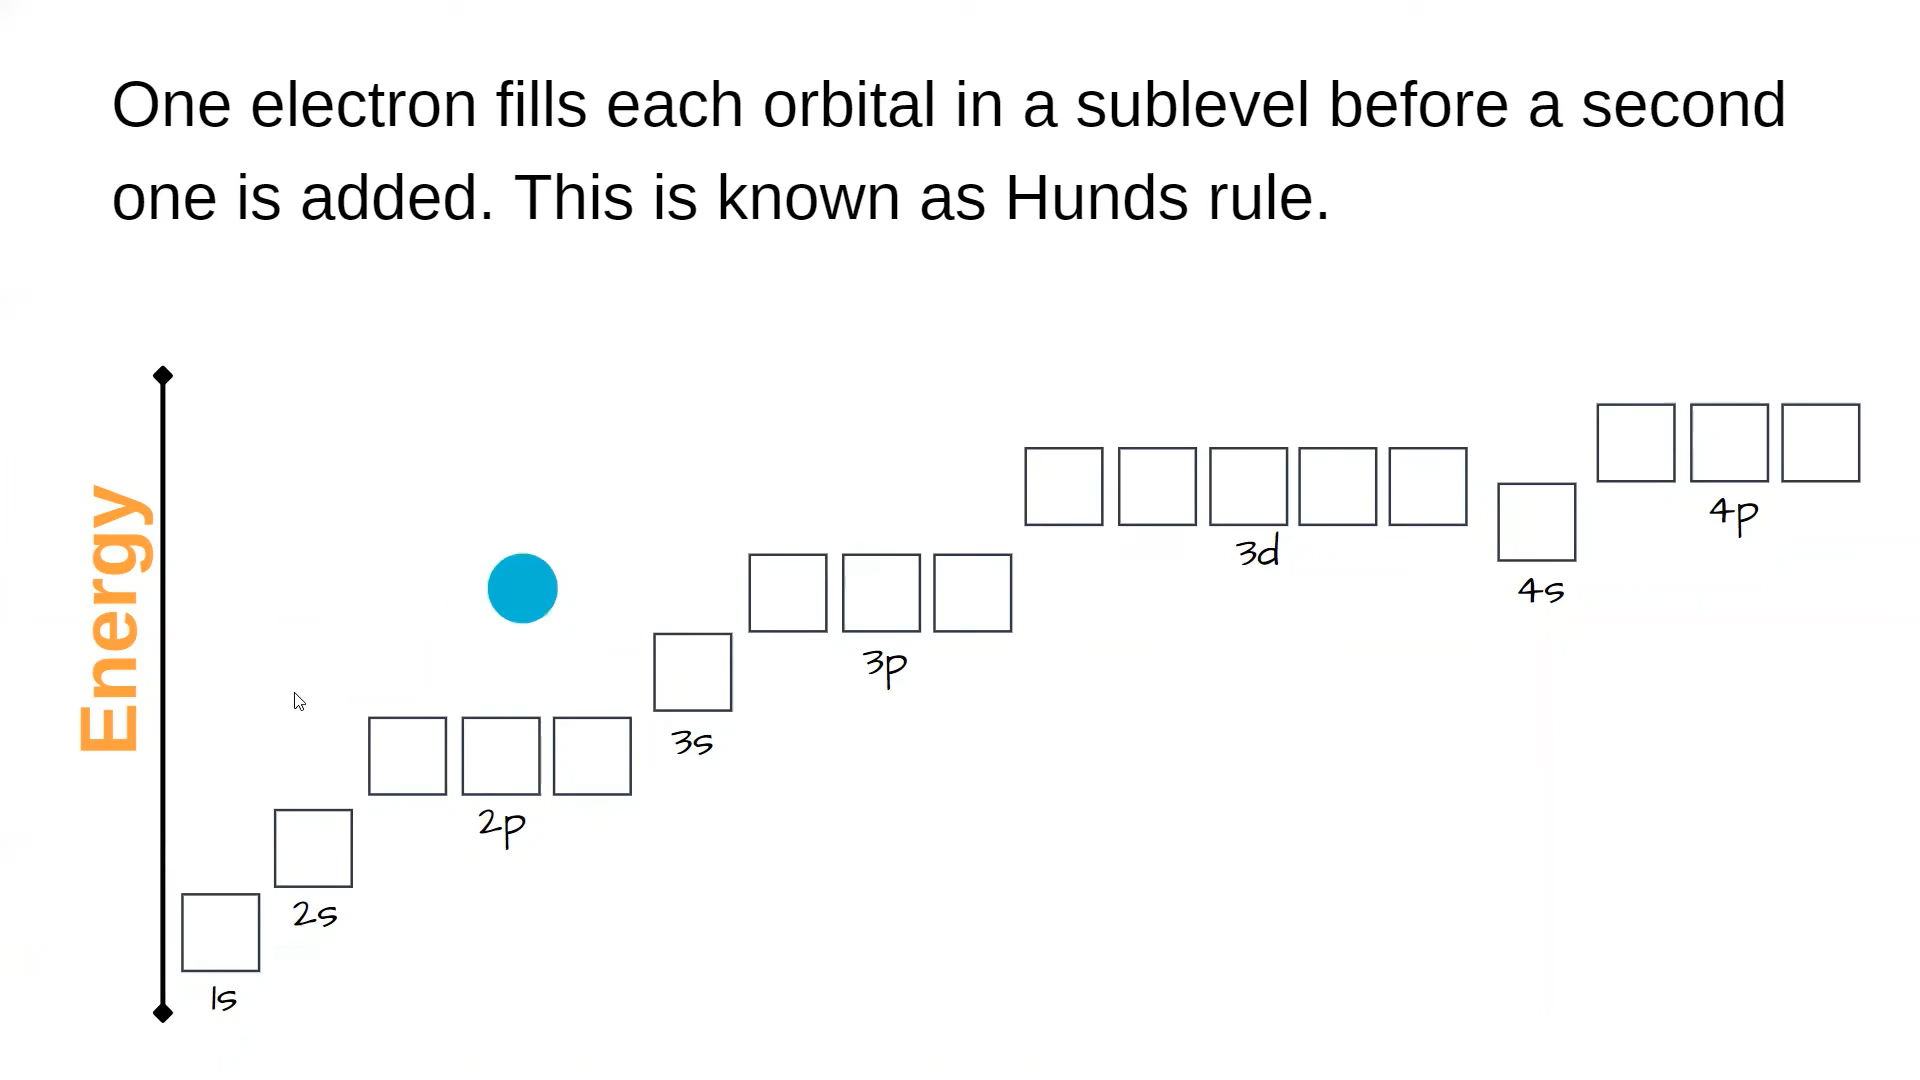 One electron fills each orbital in a sublevel before a second
one is added. This is known as Hunds rule.
Energy
1s
2s
2p
3s
3p
3d
4s
4p